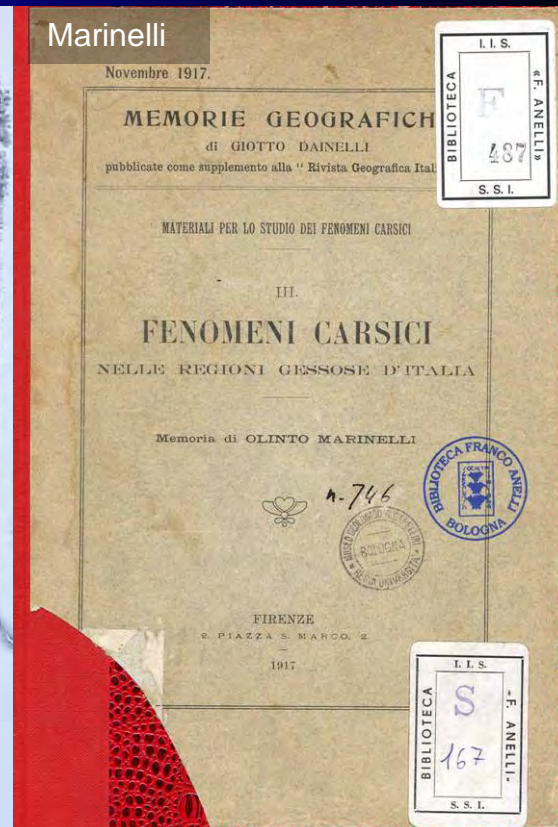 Marinelli
Novembre 1917.
MEMORIE GEOGRAFICH
di GIOTTO DAINELLI
pubblicate come supplemento alla “ Rivista Geografica Ital
MATERIALI PER LO STUDIO DEI FENOMENI CARSICI
III.
FENOMENI CARSICI
NELLE REGIONI GESSOSE D'ITALIA
Memoria di OLINTO MARINELLI
n. 746
FIRENZE
2. PIAZZA S. MARCO, 2
1917
I. I. S.
BIBLIOTECA
F
487
«F. ANELLI»
S. S. I.
BIBLIOTECA FRANCO ANELLI
BOLOGNA
BOLOGNA
I. I. S.
BIBLIOTECA
S
167
«F. ANELLI»
S. S. I.